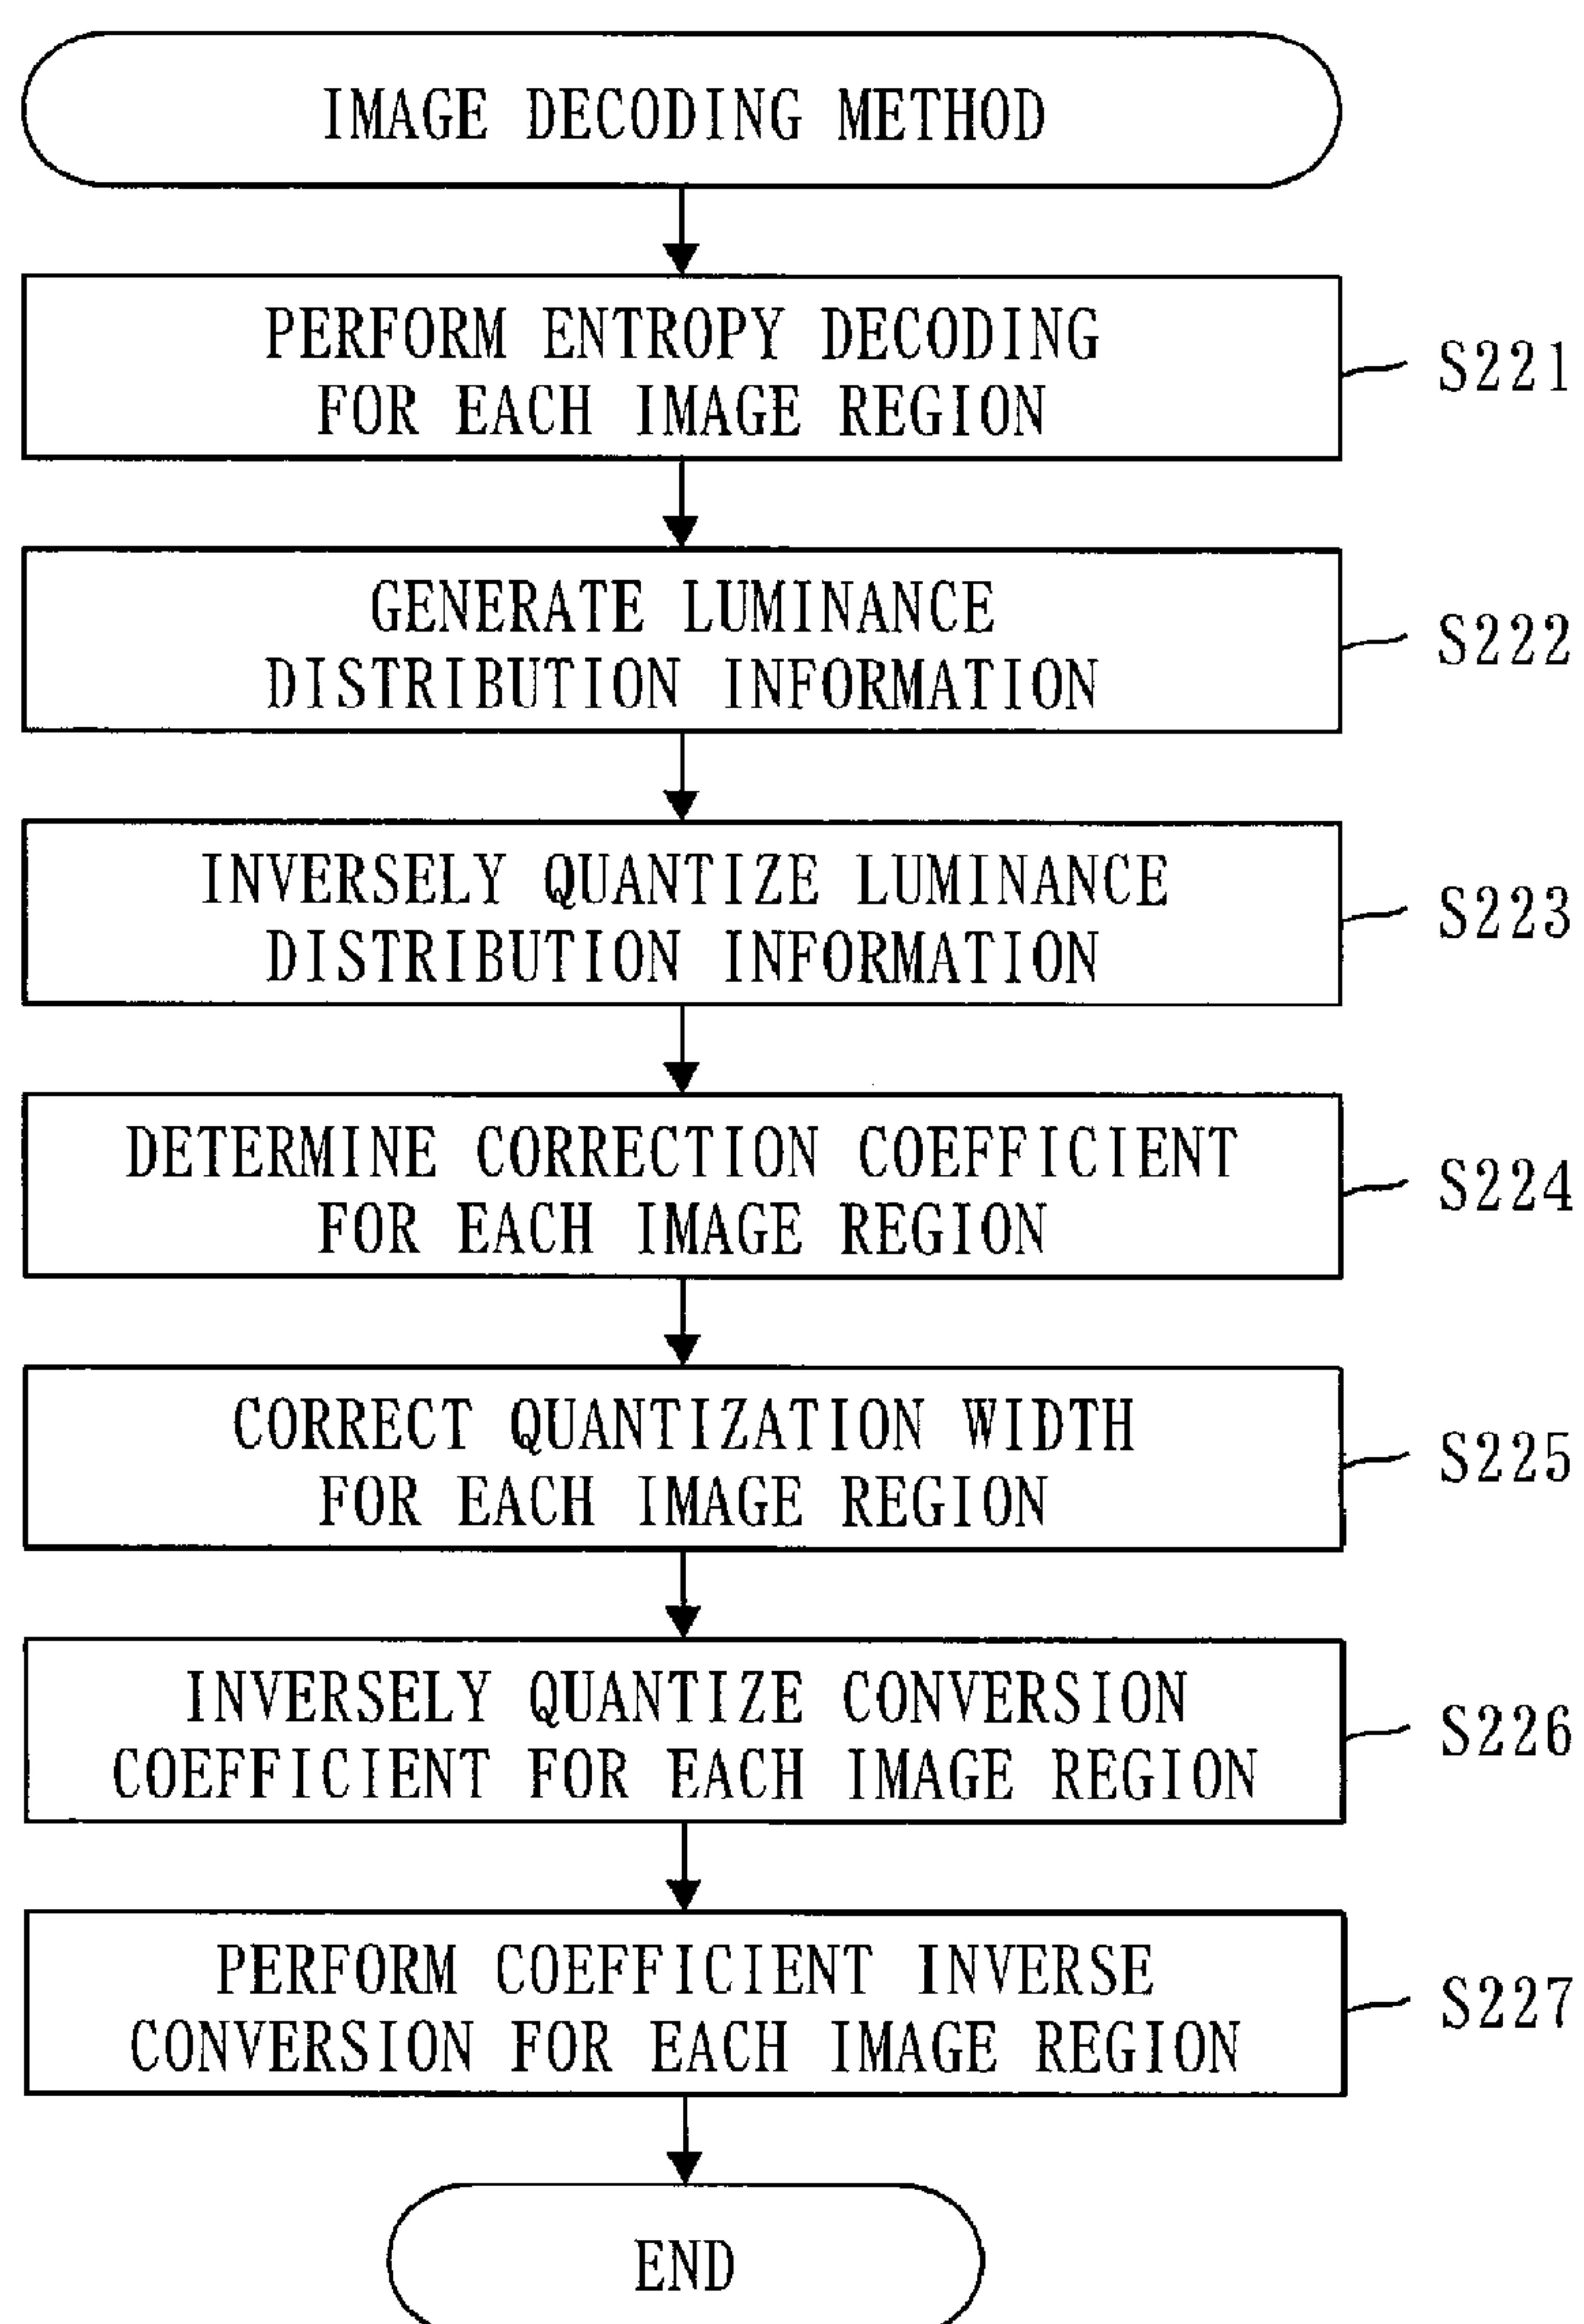 IMAGE DECODING METHOD
PERFORM ENTROPY DECODING
FOR EACH IMAGE REGION
S221
GENERATE LUMINANCE
DISTRIBUTION INFORMATION
S222
INVERSELY QUANTIZE LUMINANCE
DISTRIBUTION INFORMATION
S223
DETERMINE CORRECTION COEFFICIENT
FOR EACH IMAGE REGION
S224
CORRECT QUANTIZATION WIDTH
FOR EACH IMAGE REGION
S225
INVERSELY QUANTIZE CONVERSION
COEFFICIENT FOR EACH IMAGE REGION
S226
PERFORM COEFFICIENT INVERSE
CONVERSION FOR EACH IMAGE REGION
S227
END